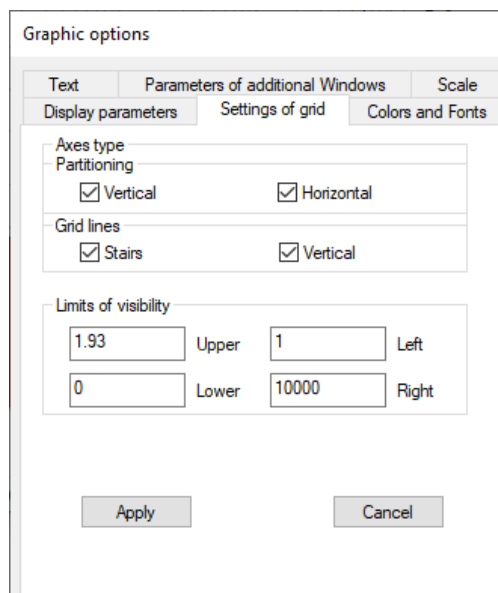 Graphic options
Text Parameters of additional Windows Scale
Display parameters Settings of grid Colors and Fonts
Axes type
Partitioning
Vertical Horizontal
Grid lines
Stairs Vertical
Limits of visibility
1.93 Upper 1 Left
0 Lower 10000 Right
Apply Cancel